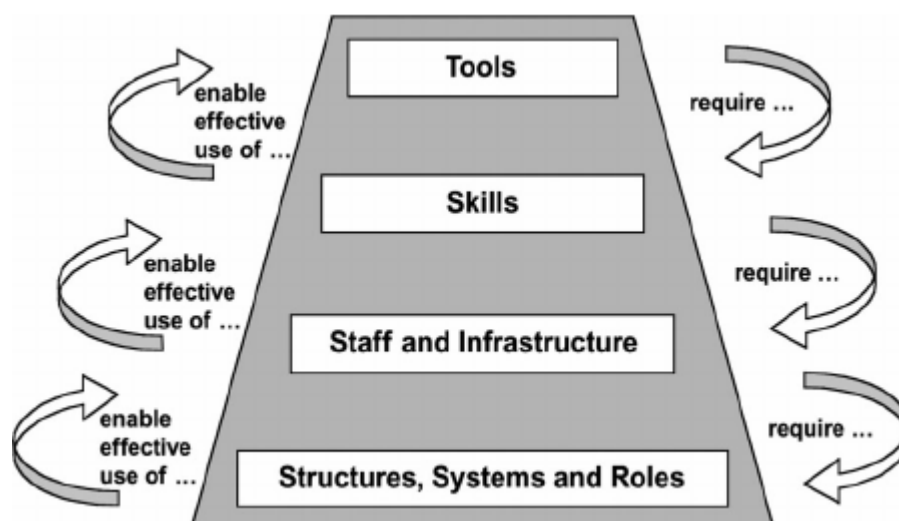 Tools
enable
effective
use of ...
require ...
Skills
enable
effective
use of ...
require ...
Staff and Infrastructure
enable
effective
use of ...
require ...
Structures, Systems and Roles